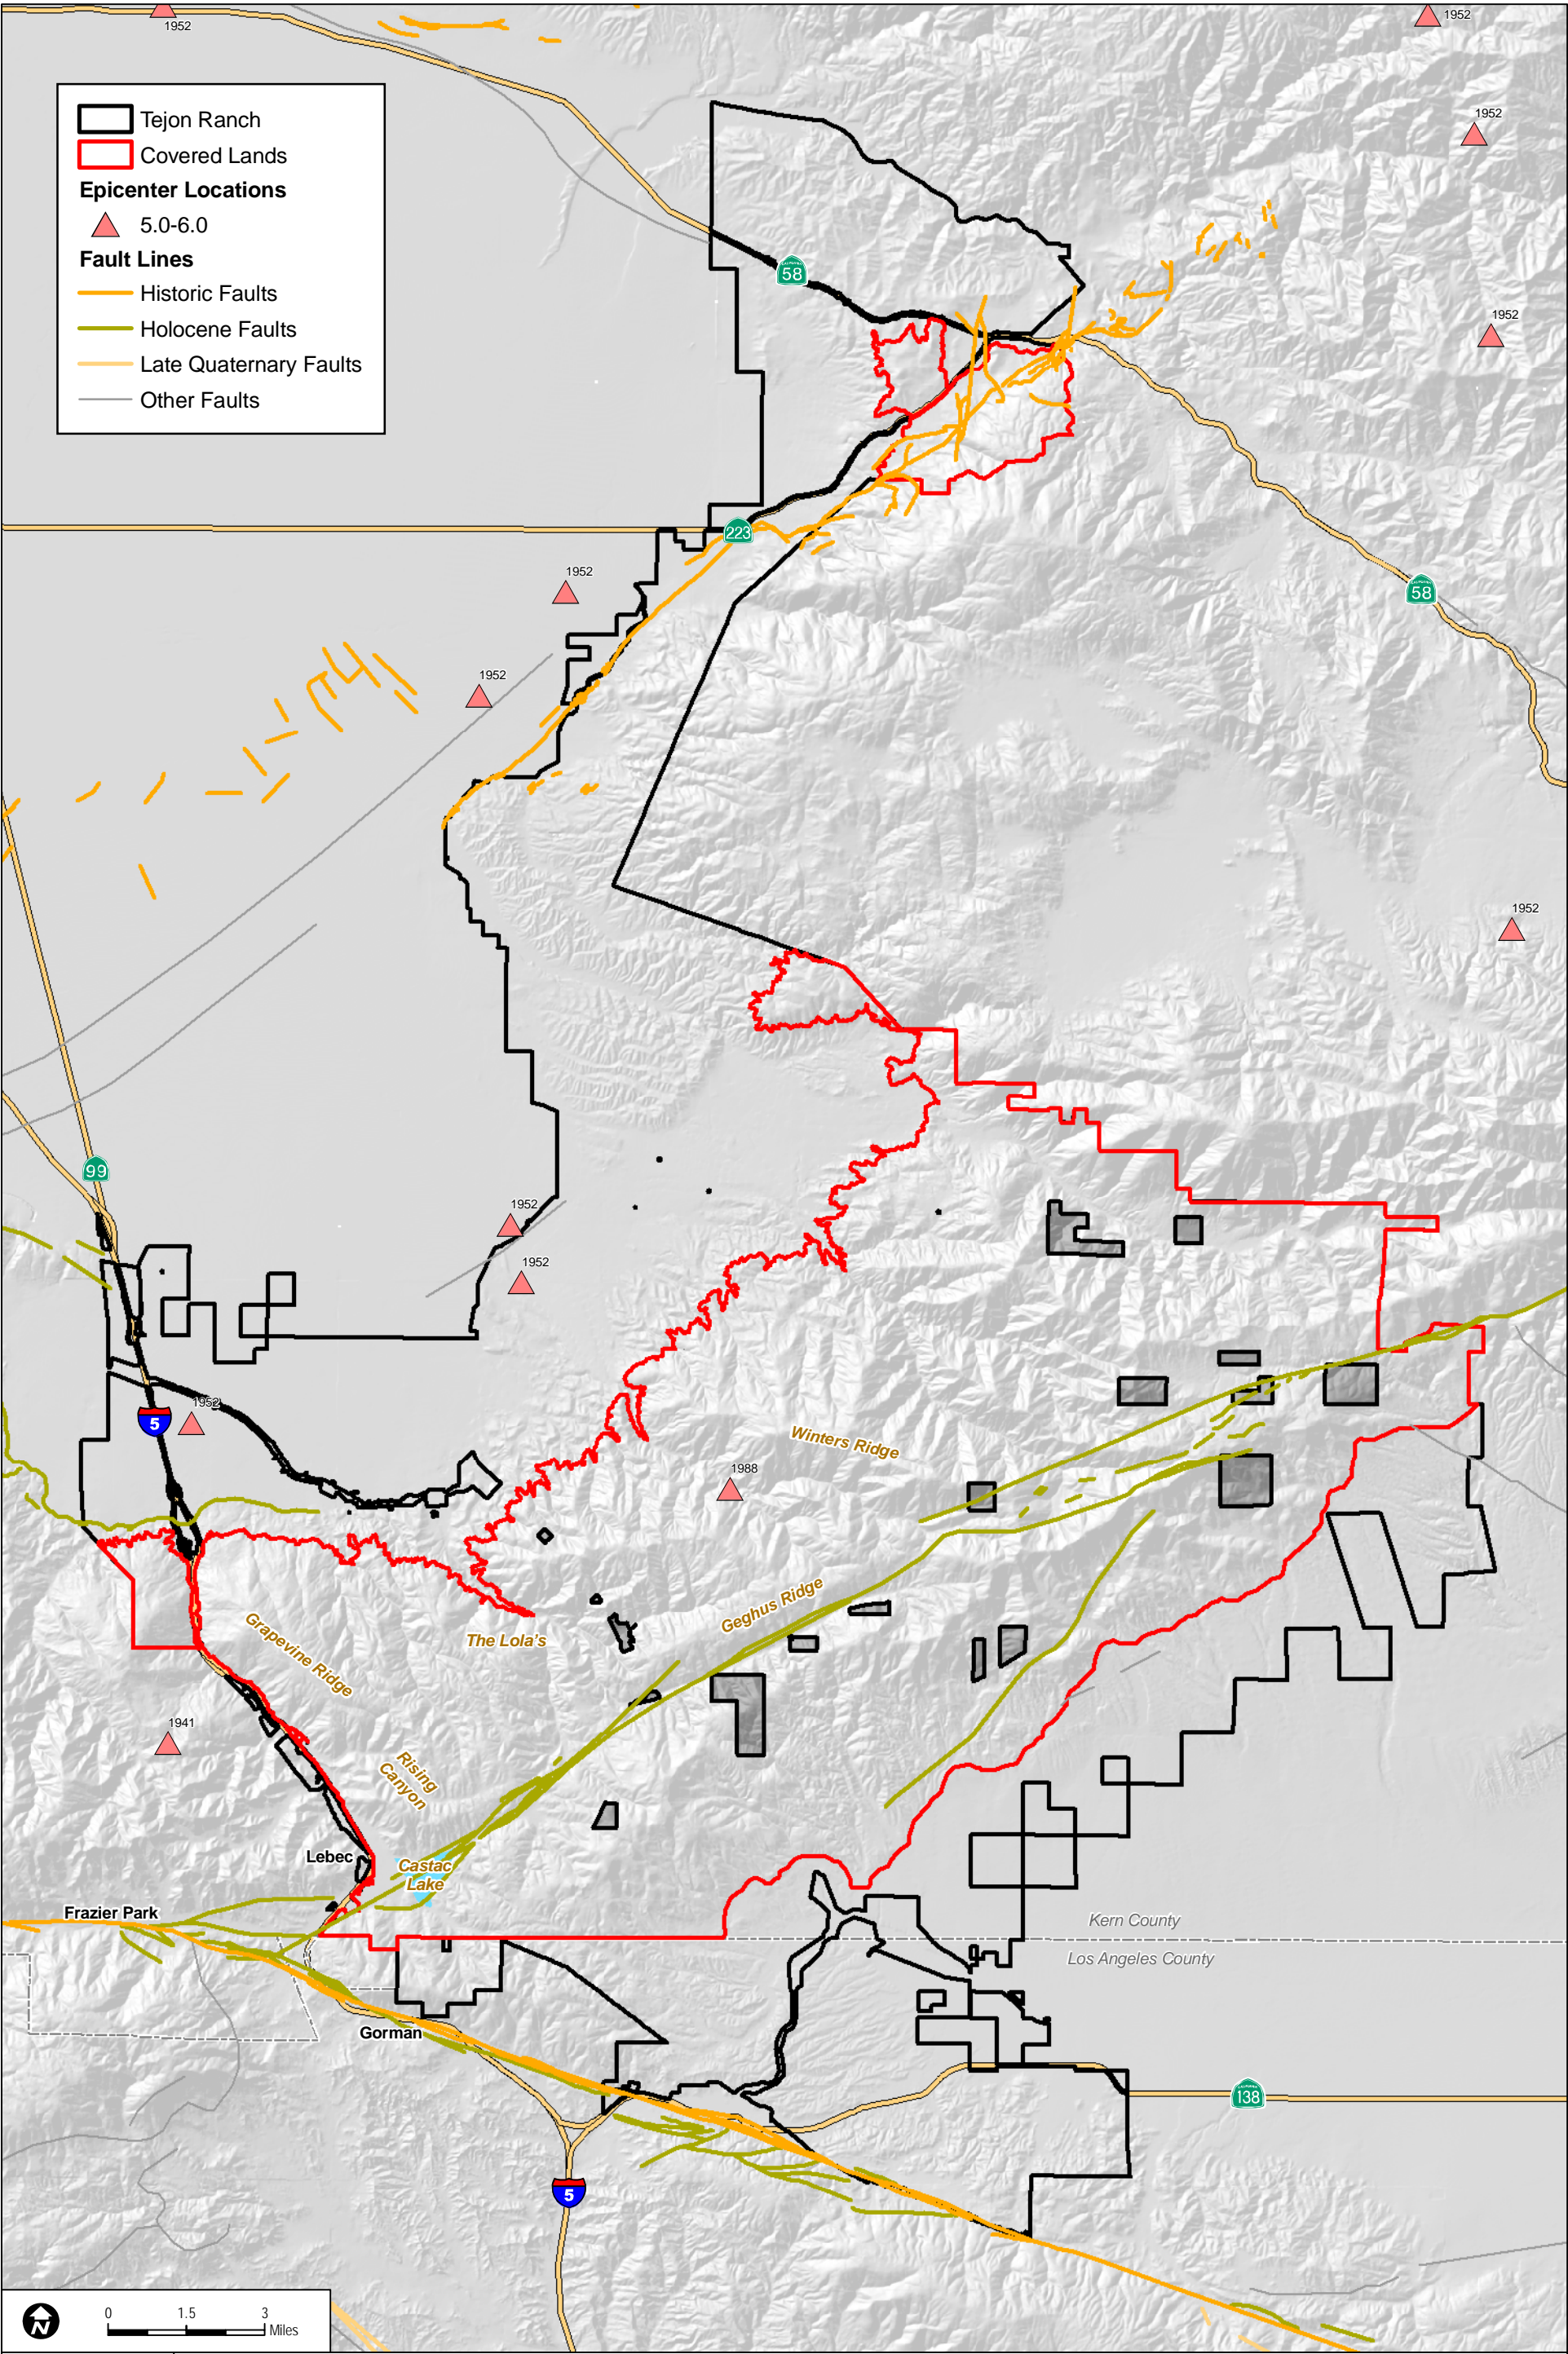 1952
1952
Tejon Ranch
Covered Lands
Epicenter Locations
5.0-6.0
Fault Lines
Historic Faults
Holocene Faults
Late Quaternary Faults
Other Faults
1952
58
1952
223
1952
58
1952
1952
99
1952
1952
1952
5
Winters Ridge
1988
Geghus Ridge
Grapevine Ridge
The Lola's
1941
Rising
Canyon
Lebec
Castac
Lake
Frazier Park
Kern County
Los Angeles County
Gorman
138
5
N
0 1.5 3
Miles